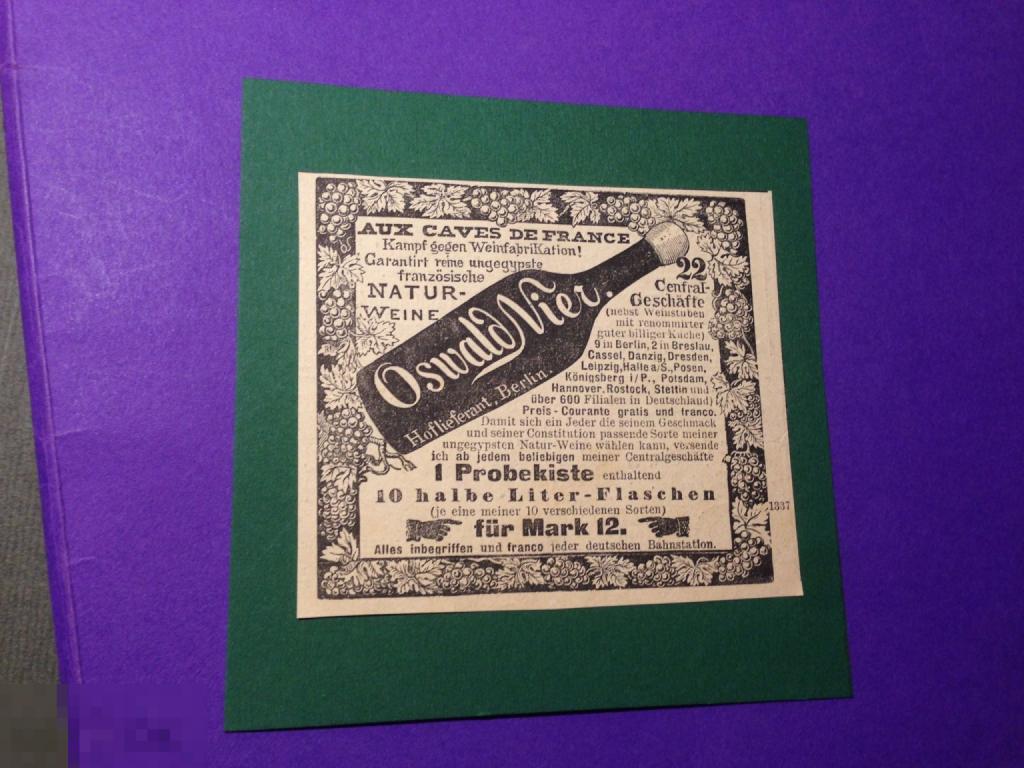 AUX CAVES DE FRANCE
Kampf gegen Weinfabrikation!
Garantirt reine ungegypste
französische
NATUR-
WEINE
Oswald Nier.
Hoflieferant, Berlin.
22
Central-
Geschäfte
(nebst Weinstuben
mit renommirter
guter billiger Küche)
9 in Berlin, 2 in Breslau,
Cassel, Danzig, Dresden,
Leipzig, Halle a/S., Posen,
Königsberg i/P., Potsdam,
Hannover, Rostock, Stettin und
über 600 Filialen in Deutschland)
Preis-Courante gratis und franco.
Damit sich ein Jeder die seinem Geschmack
und seiner Constitution passende Sorte meiner
ungegypsten Natur-Weine wählen kann, versende
ich ab jedem beliebigen meiner Centralgeschäfte
1 Probekiste enthaltend
10 halbe Liter-Flaschen
(je eine meiner 10 verschiedenen Sorten)
für Mark 12.
Alles inbegriffen und franco jeder deutschen Bahnstation.
1337